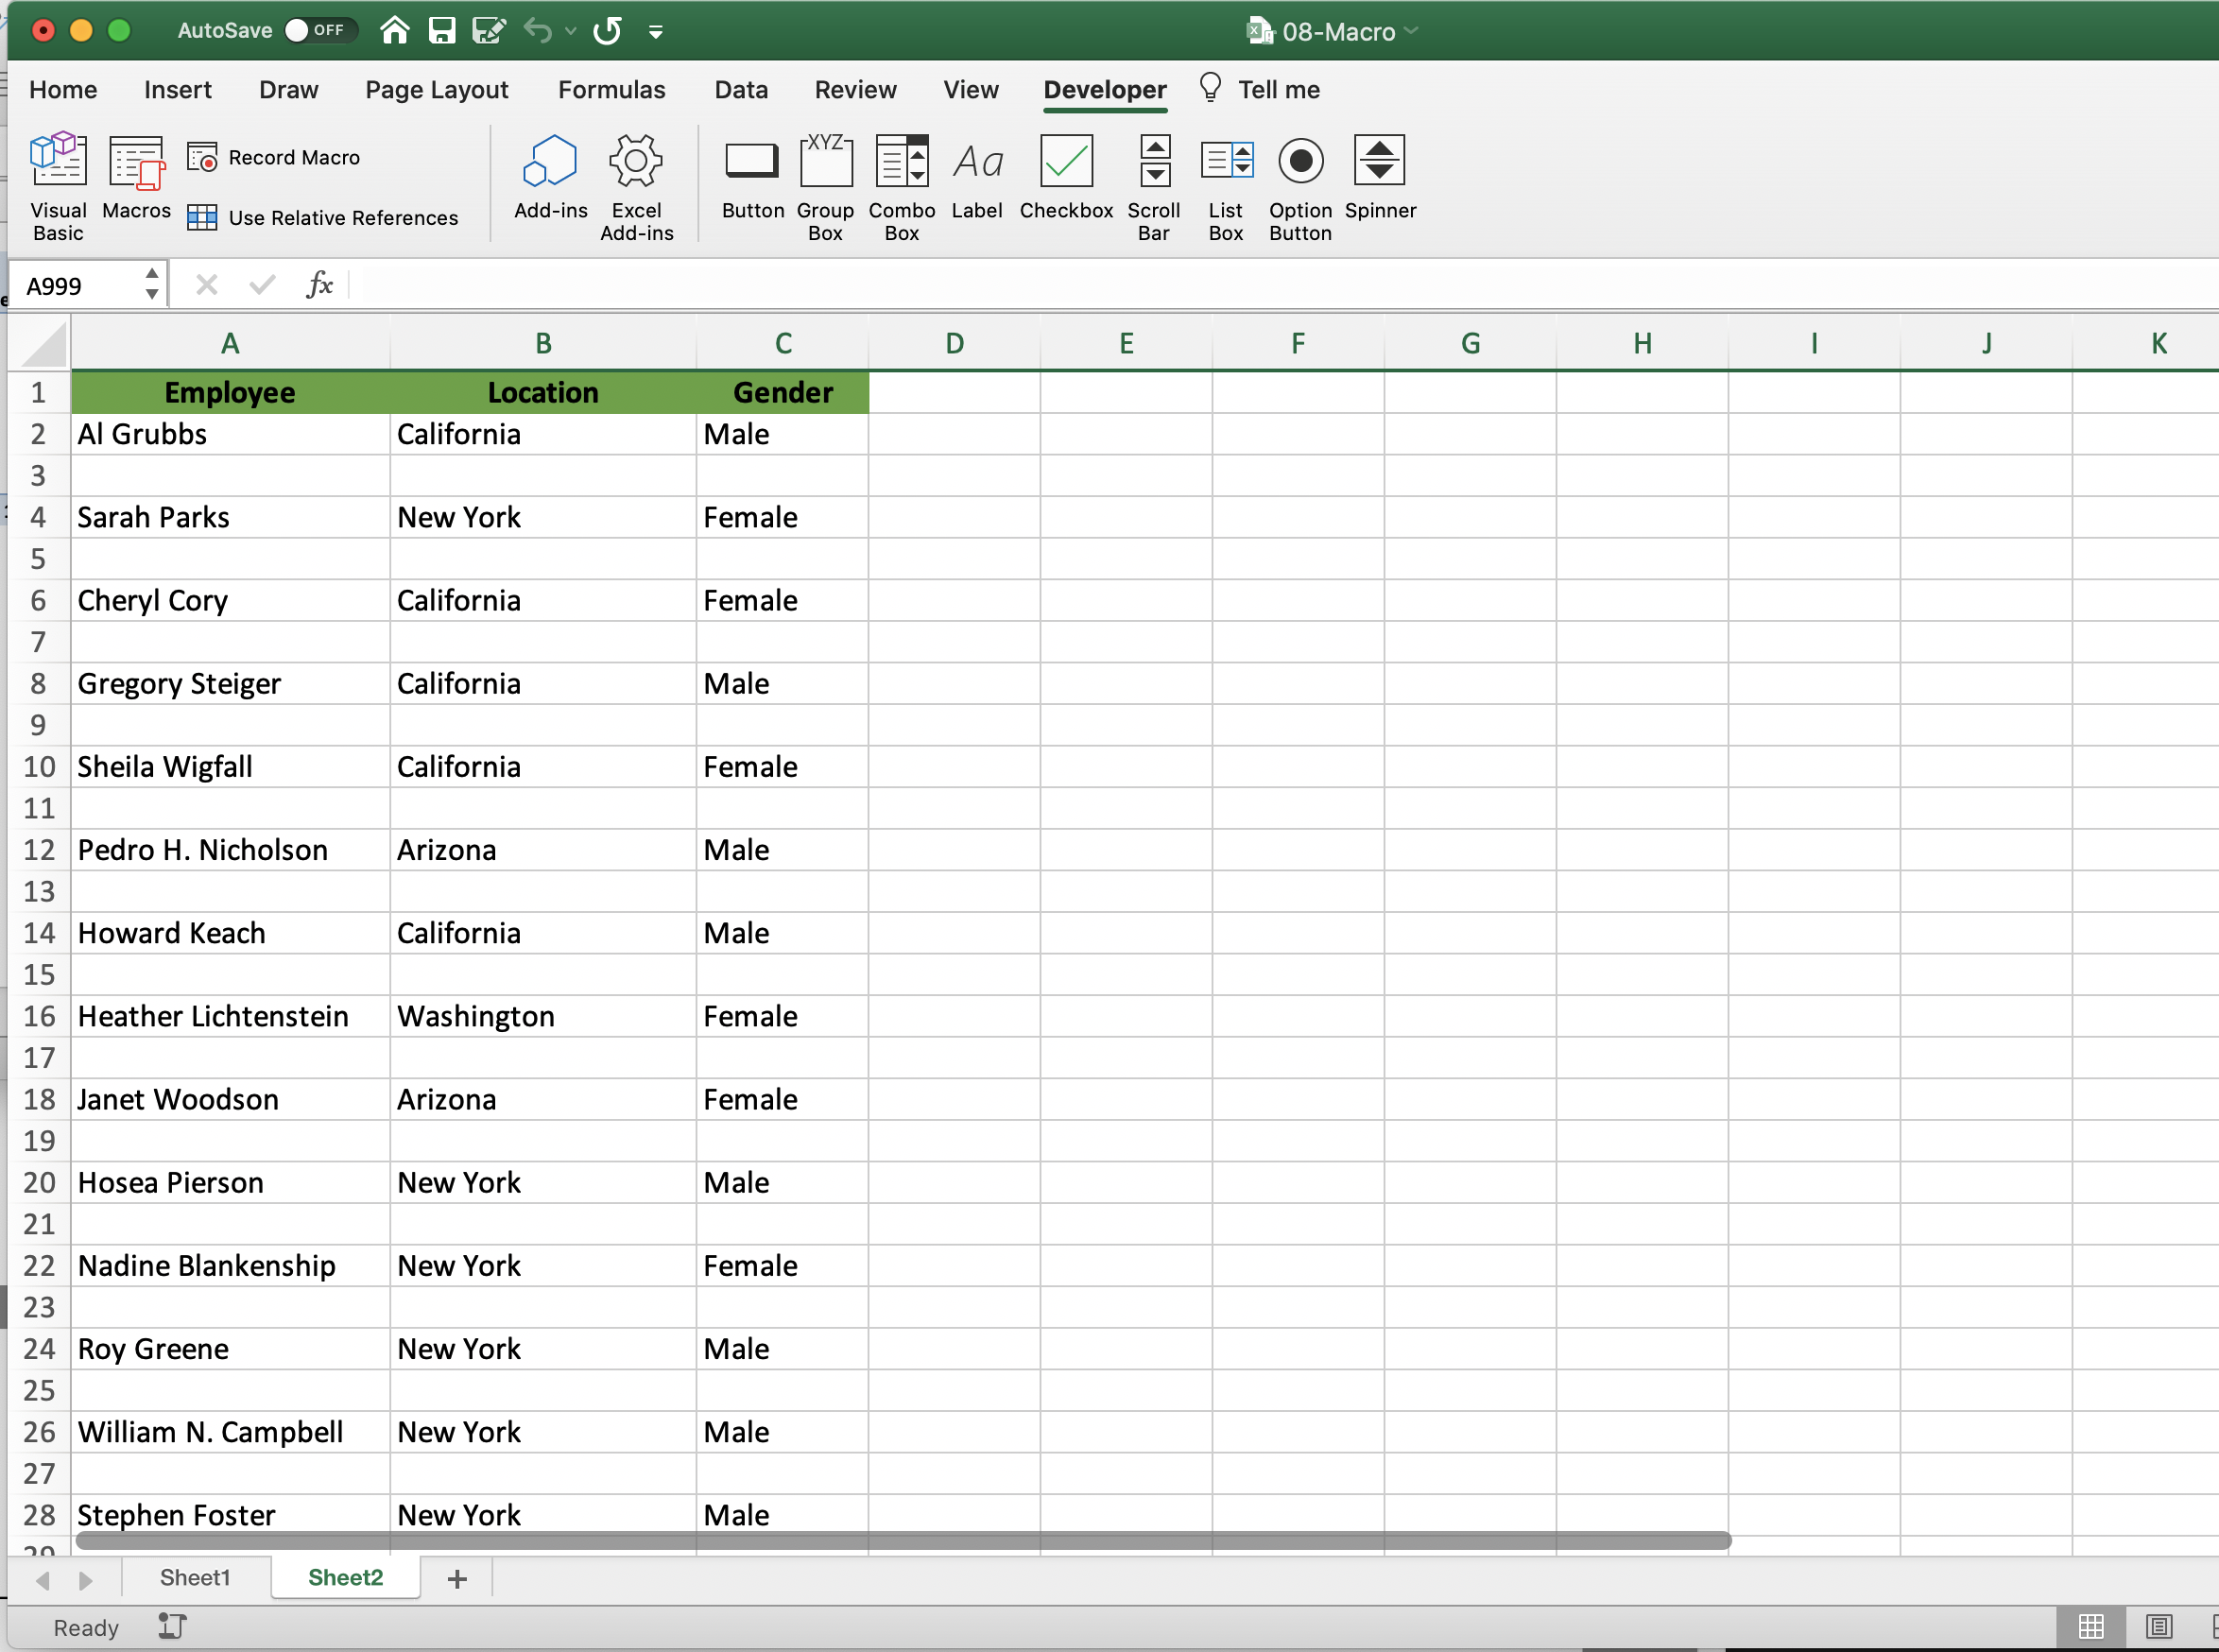 AutoSave OFF 08-Macro
Home Insert Draw Page Layout Formulas Data Review View Developer Tell me
Visual Basic Macros Record Macro
Use Relative References
Add-ins Excel Add-ins
Button Group Box Combo Box Label Checkbox Scroll Bar List Box Option Button Spinner
XYZ Aa
A999 fx
A B C D E F G H I J K
1 Employee Location Gender
2 Al Grubbs California Male
3
4 Sarah Parks New York Female
5
6 Cheryl Cory California Female
7
8 Gregory Steiger California Male
9
10 Sheila Wigfall California Female
11
12 Pedro H. Nicholson Arizona Male
13
14 Howard Keach California Male
15
16 Heather Lichtenstein Washington Female
17
18 Janet Woodson Arizona Female
19
20 Hosea Pierson New York Male
21
22 Nadine Blankenship New York Female
23
24 Roy Greene New York Male
25
26 William N. Campbell New York Male
27
28 Stephen Foster New York Male
29
Sheet1 Sheet2 +
Ready